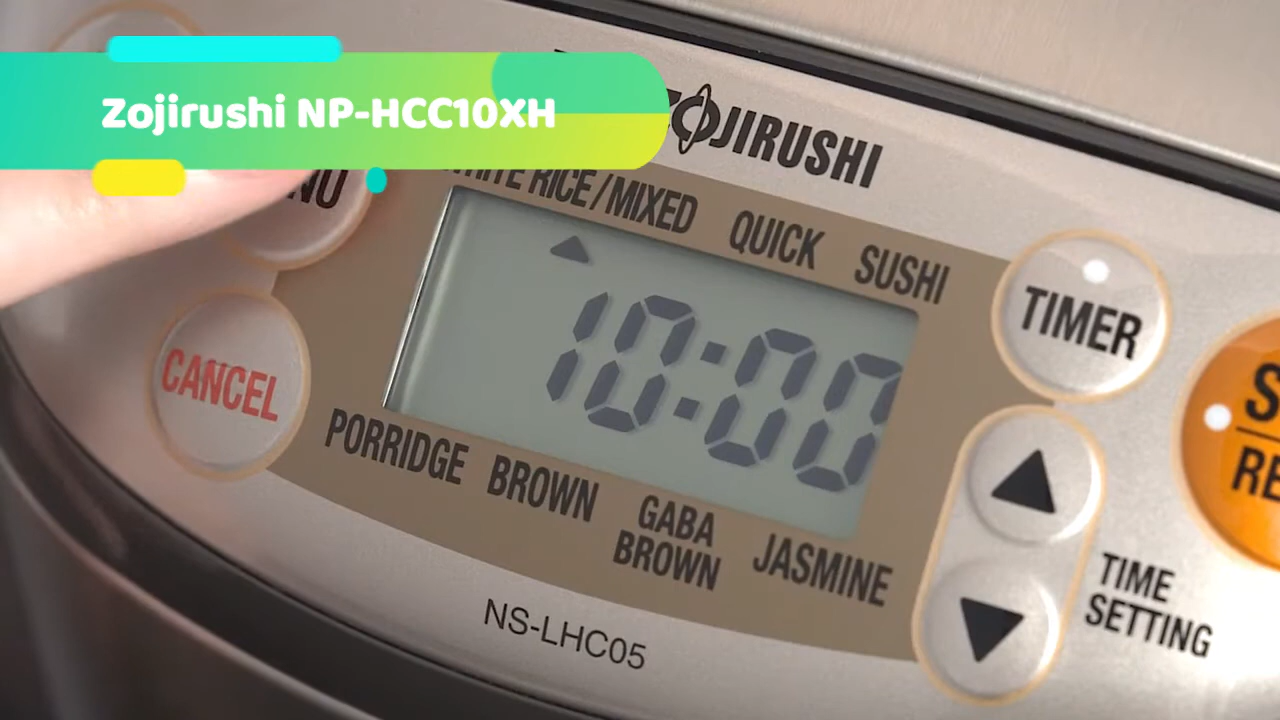 Zojirushi NP-HCC10XH
ZOJIRUSHI
WHITE RICE/MIXED QUICK SUSHI
TIMER
10:00
CANCEL
PORRIDGE BROWN GABA BROWN JASMINE
TIME
SETTING
NS-LHC05